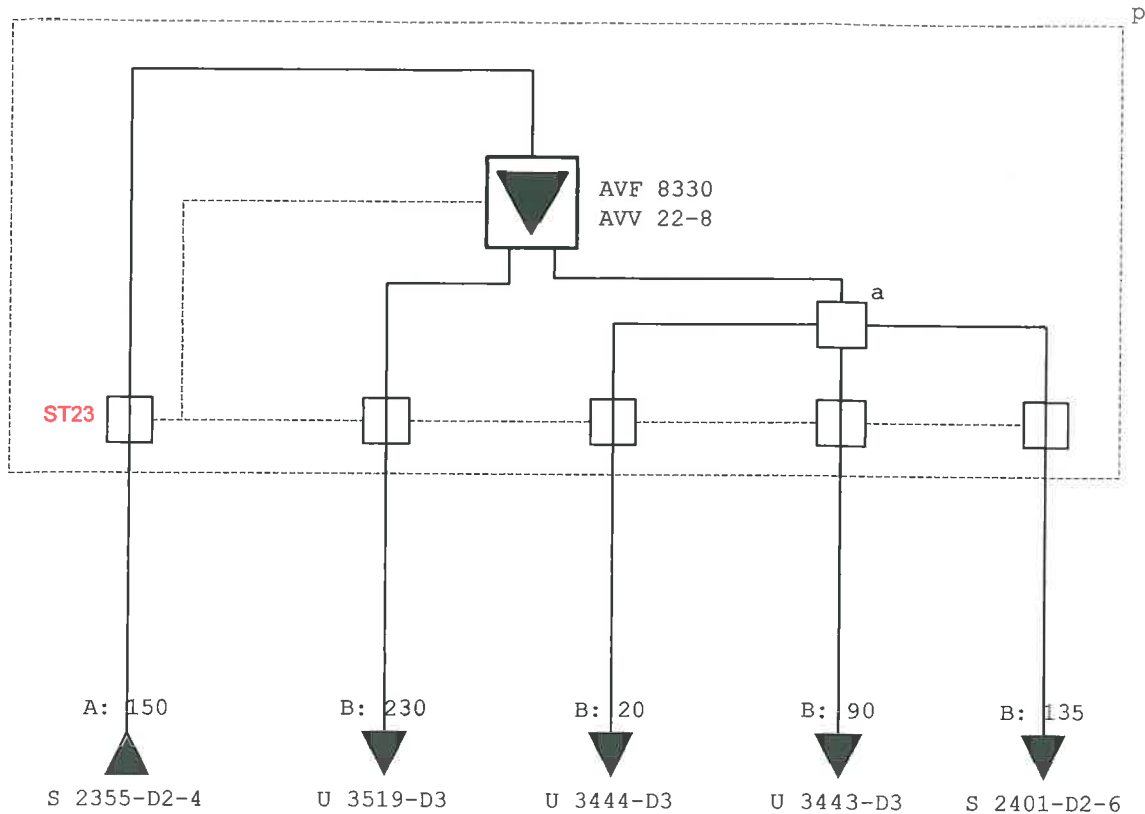 p
AVF 8330
AVV 22-8
a
ST23
A: 150
B: 230
B: 20
B: 90
B: 135
S 2355-D2-4
U 3519-D3
U 3444-D3
U 3443-D3
S 2401-D2-6